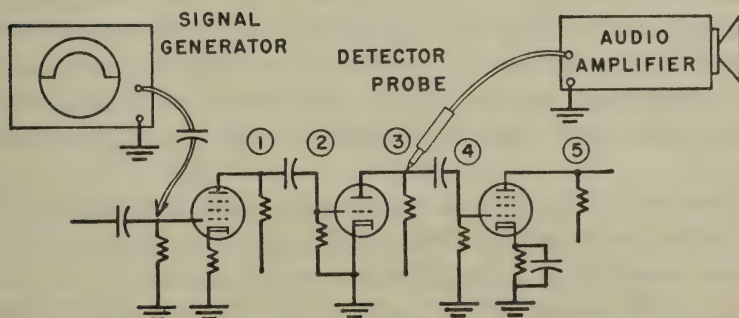 SIGNAL
GENERATOR
DETECTOR
PROBE
AUDIO
AMPLIFIER
1
2
3
4
5